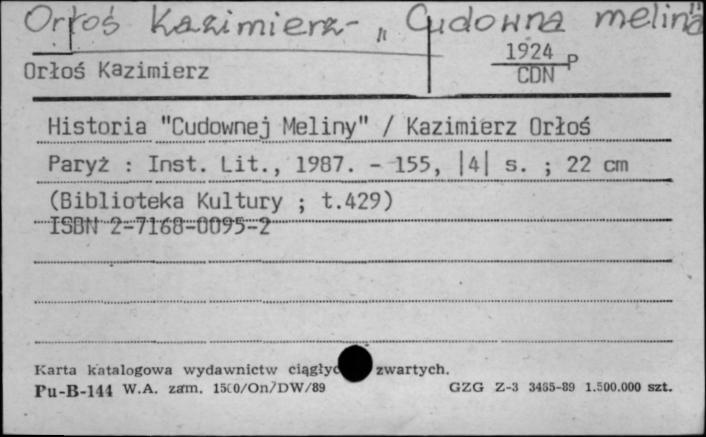 Orłoś Kazimierz - „Cudowna melina"
Orłoś Kazimierz
1924 P
CDN
Historia "Cudownej Meliny" / Kazimierz Orłoś
Paryż : Inst. Lit., 1987. - 155, |4| s. ; 22 cm
(Biblioteka Kultury ; t.429)
ISBN 2-7168-0095-2
Karta katalogowa wydawnictw ciągłyc zwartych.
Pu-B-144 W.A. zam. 1500/On/DW/89 GZG Z-3 3485-89 1.500.000 szt.